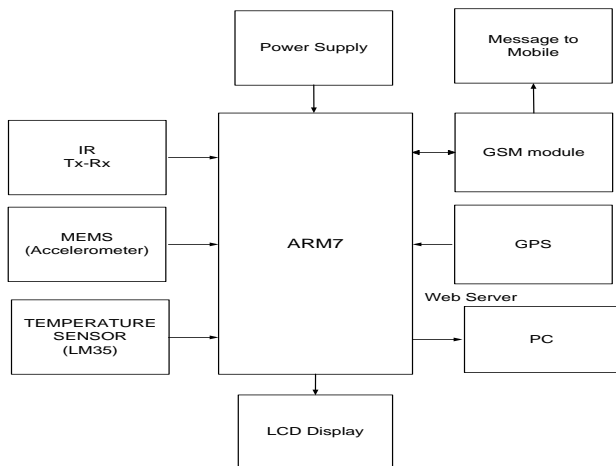 Power Supply
Message to
Mobile
IR
Tx-Rx
GSM module
MEMS
(Accelerometer)
ARM7
GPS
Web Server
TEMPERATURE
SENSOR
(LM35)
PC
LCD Display